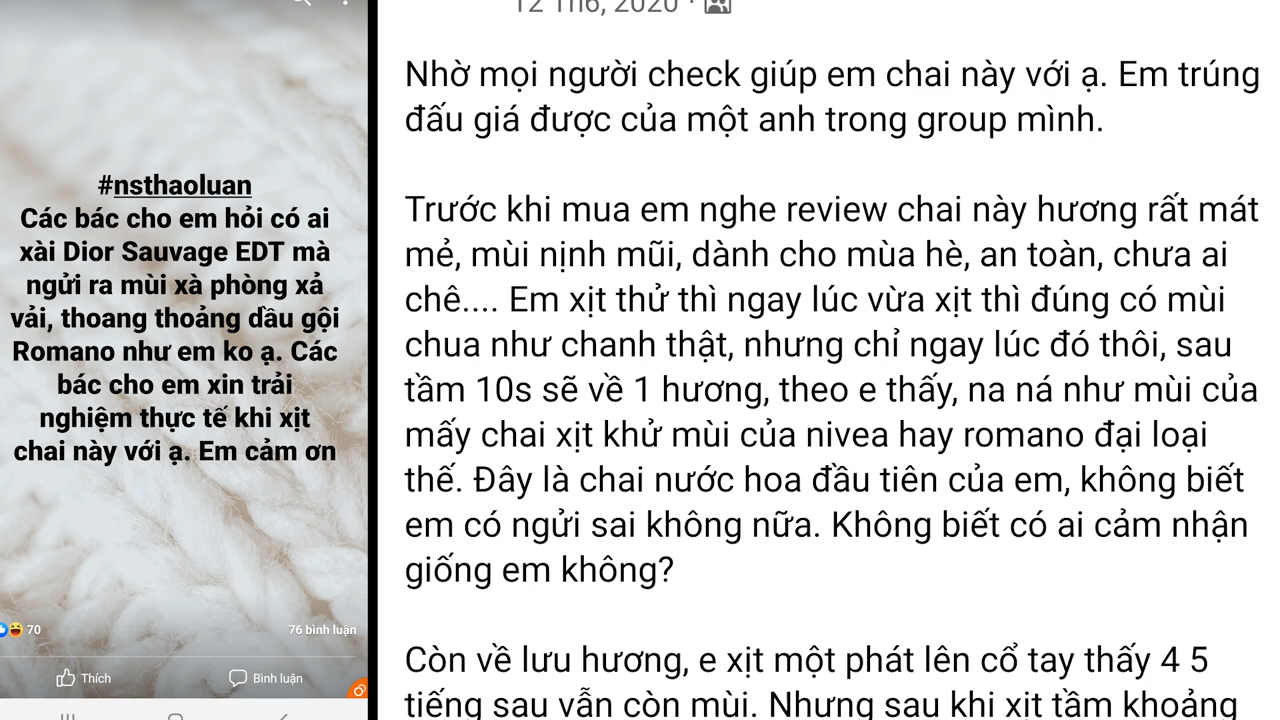 #nsthaoluan
Các bác cho em hỏi có ai
xài Dior Sauvage EDT mà
ngửi ra mùi xà phòng xả
vải, thoang thoảng dầu gội
Romano như em ko ạ. Các
bác cho em xin trải
nghiệm thực tế khi xịt
chai này với ạ. Em cảm ơn
70
76 bình luận
Thích
Bình luận
12 Th6, 2020 ·
Nhờ mọi người check giúp em chai này với ạ. Em trúng
đấu giá được của một anh trong group mình.
Trước khi mua em nghe review chai này hương rất mát
mẻ, mùi nịnh mũi, dành cho mùa hè, an toàn, chưa ai
chê.... Em xịt thử thì ngay lúc vừa xịt thì đúng có mùi
chua như chanh thật, nhưng chỉ ngay lúc đó thôi, sau
tầm 10s sẽ về 1 hương, theo e thấy, na ná như mùi của
mấy chai xịt khử mùi của nivea hay romano đại loại
thế. Đây là chai nước hoa đầu tiên của em, không biết
em có ngửi sai không nữa. Không biết có ai cảm nhận
giống em không?
Còn về lưu hương, e xịt một phát lên cổ tay thấy 4 5
tiếng sau vẫn còn mùi. Nhưng sau khi xịt tầm khoảng